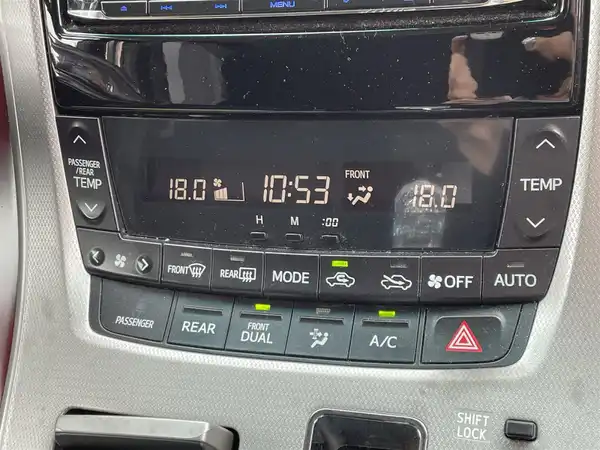 MENU
PASSENGER
/REAR
TEMP
18.0
10:53
FRONT
18.0
TEMP
H M :00
FRONT
REAR
MODE
OFF
AUTO
PASSENGER
REAR
FRONT
DUAL
A/C
SHIFT
LOCK